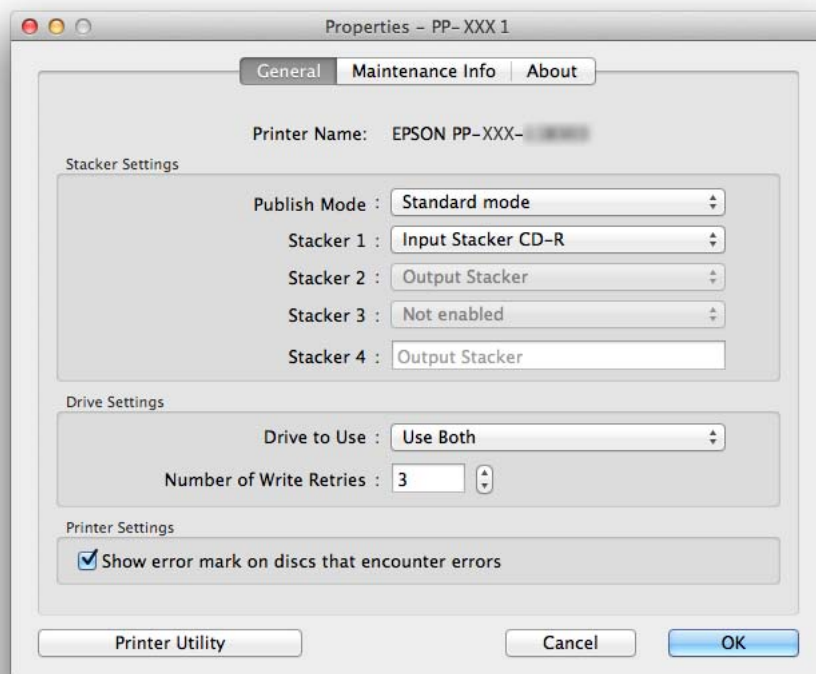 Properties - PP-XXX 1
General Maintenance Info About
Printer Name: EPSON PP-XXX-
Stacker Settings
Publish Mode : Standard mode
Stacker 1 : Input Stacker CD-R
Stacker 2 : Output Stacker
Stacker 3 : Not enabled
Stacker 4 : Output Stacker
Drive Settings
Drive to Use : Use Both
Number of Write Retries : 3
Printer Settings
Show error mark on discs that encounter errors
Printer Utility Cancel OK